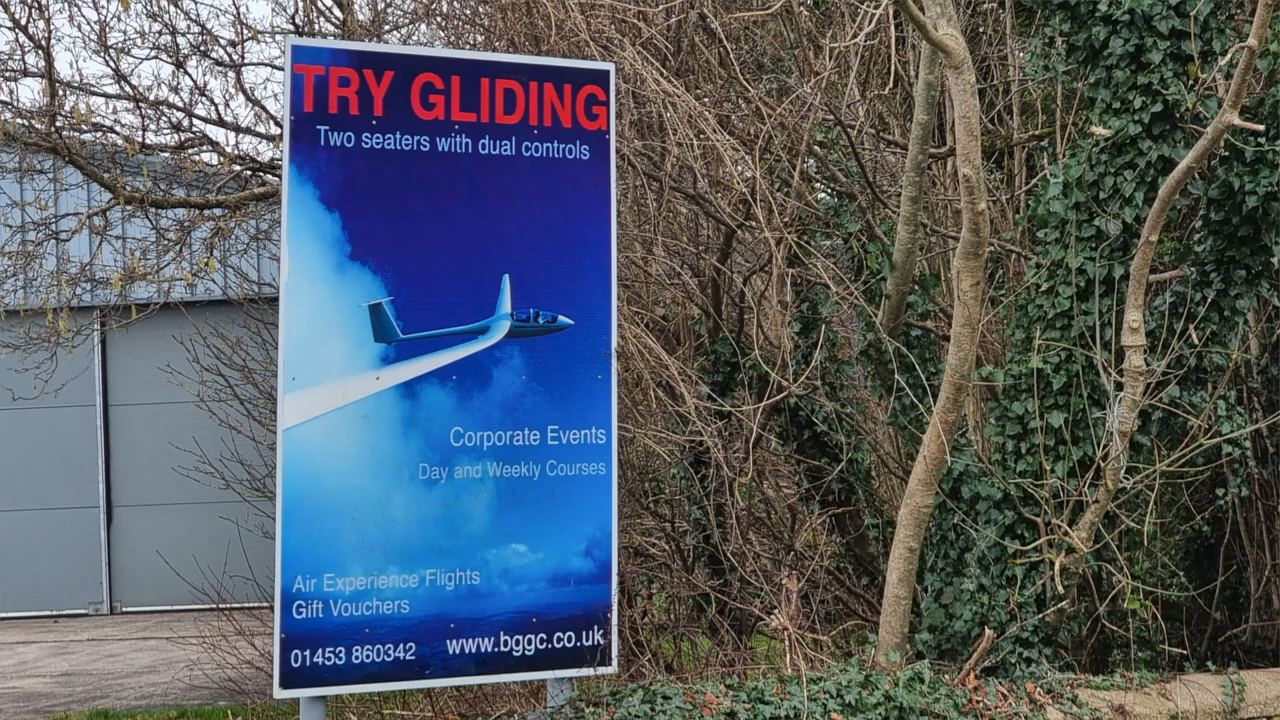 TRY GLIDING
Two seaters with dual controls
Corporate Events
Day and Weekly Courses
Air Experience Flights
Gift Vouchers
01453 860342
www.bggc.co.uk